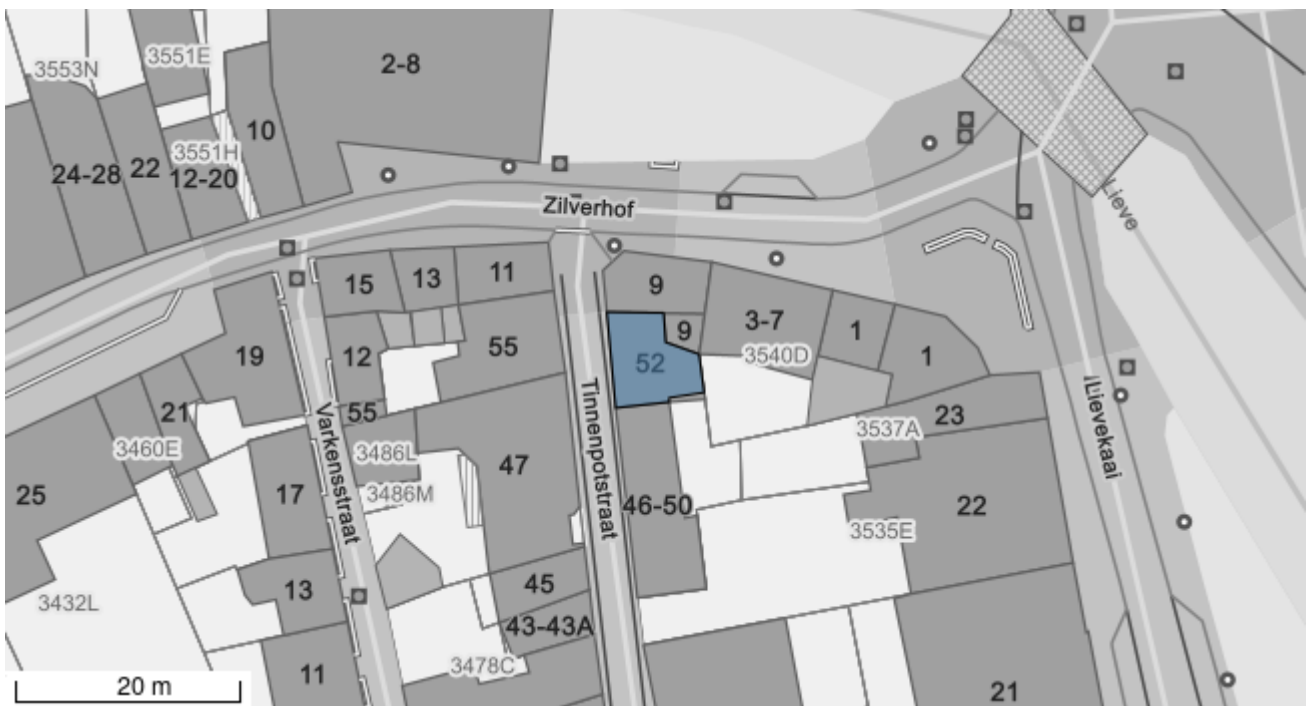 2-8
3553N
3551E
10
3551H
24-28
22
12-20
Lieve
Zilverhof
15
13
11
9
3-7
1
1
19
12
55
52
9
3540D
Tinnenpotstraat
Lievekaai
21
55
Varkensstraat
23
3460E
3486L
3537A
25
17
3486M
47
46-50
22
3535E
13
45
3432L
43-43A
3478C
11
21
20 m